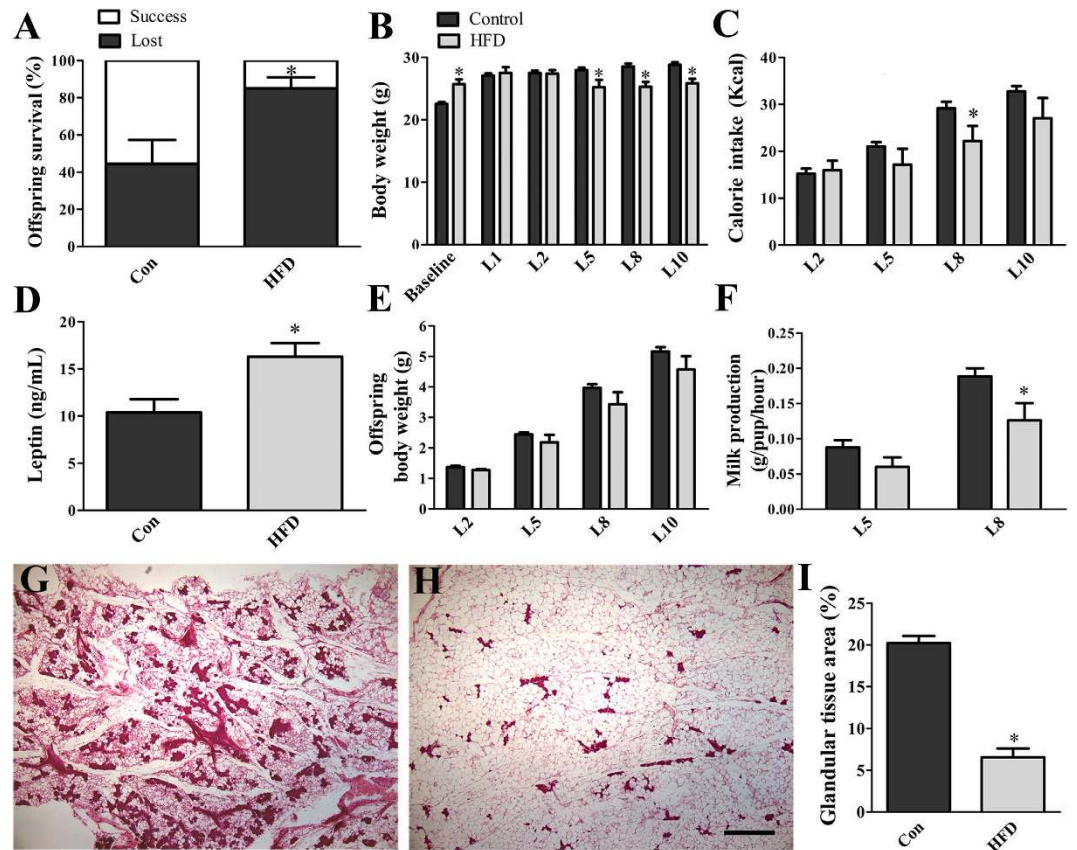 A
Success
Lost
Offspring survival (%)
100
80
60
40
20
0
*
Con
HFD
B
Control
HFD
Body weight (g)
30
20
10
0
*
*
*
*
Baseline
L1
L2
L5
L8
L10
C
Calorie intake (Kcal)
40
30
20
10
0
*
L2
L5
L8
L10
D
Leptin (ng/mL)
20
15
10
5
0
*
Con
HFD
E
Offspring
body weight (g)
6
5
4
3
2
1
0
L2
L5
L8
L10
F
Milk production
(g/pup/hour)
0.25
0.20
0.15
0.10
0.05
0.00
*
L5
L8
G
H
I
Glandular tissue area (%)
25
20
15
10
5
0
*
Con
HFD